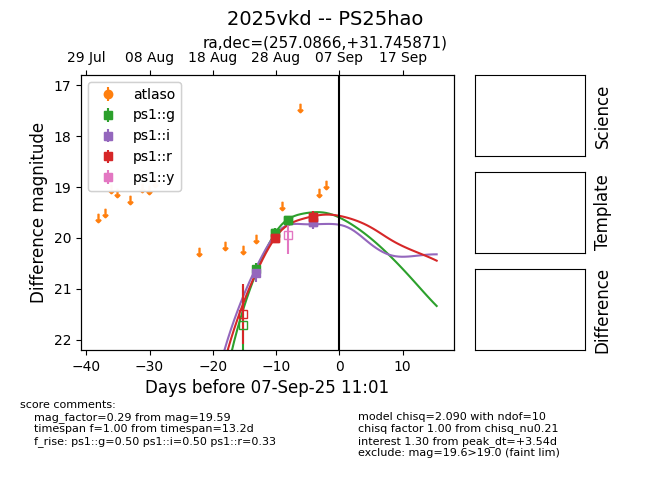 2025vkd -- PS25hao
ra,dec=(257.0866,+31.745871)
29 Jul 08 Aug 18 Aug 28 Aug 07 Sep 17 Sep
17
18
19
20
21
22
Difference magnitude
atlaso
ps1::g
ps1::i
ps1::r
ps1::y
−40 −30 −20 −10 0 10
Days before 07-Sep-25 11:01
Science
Template
Difference
score comments:
mag_factor=0.29 from mag=19.59
timespan f=1.00 from timespan=13.2d
f_rise: ps1::g=0.50 ps1::i=0.50 ps1::r=0.33
model chisq=2.090 with ndof=10
chisq factor 1.00 from chisq_nu0.21
interest 1.30 from peak_dt=+3.54d
exclude: mag=19.6>19.0 (faint lim)